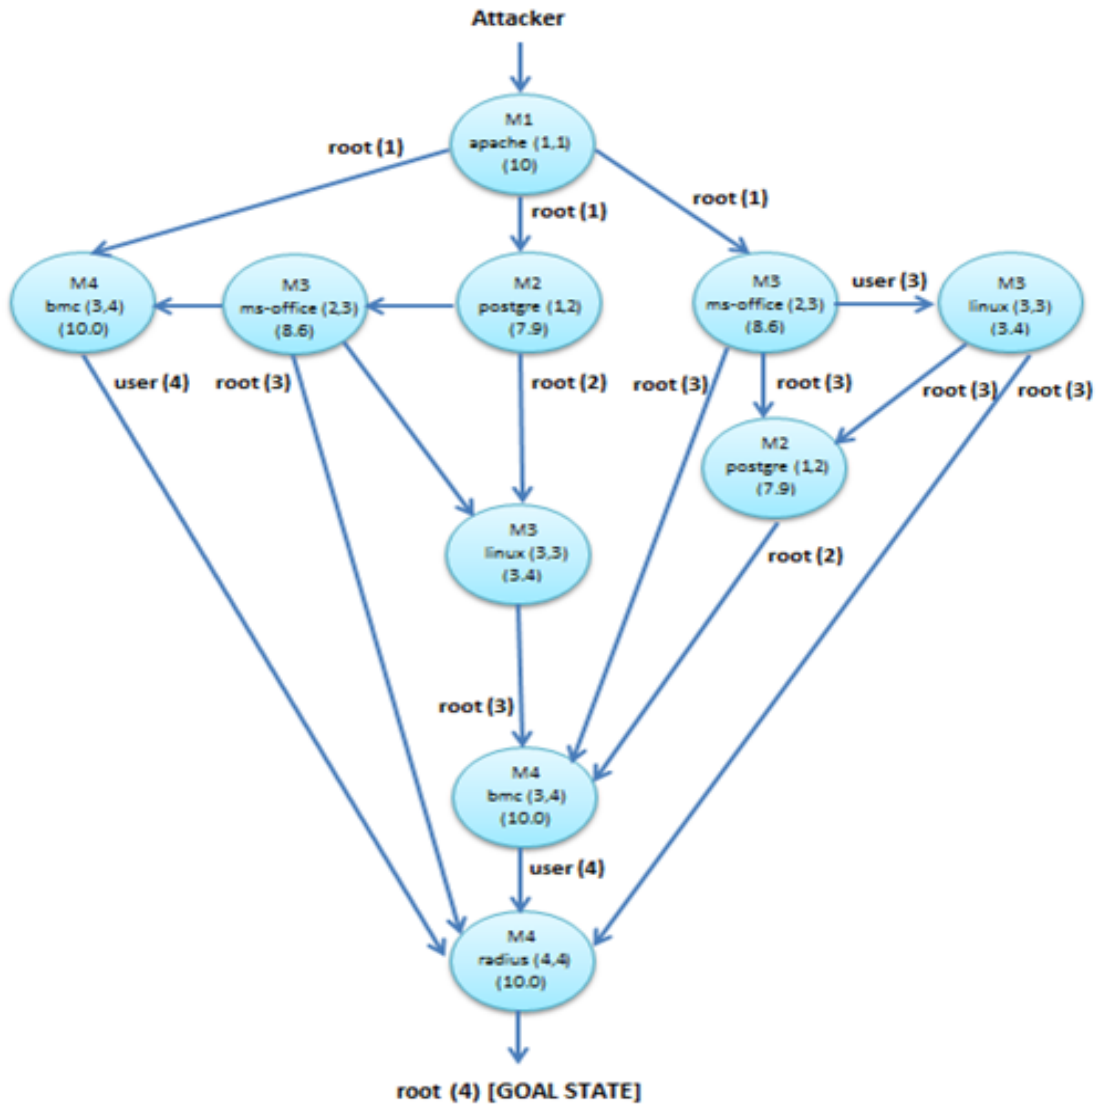 Attacker
M1
apache (1,1)
(10)
root (1)
root (1)
root (1)
M4
bmc (3,4)
(10.0)
M3
ms-office (2,3)
(8.6)
M2
postgre (1,2)
(7.9)
M3
ms-office (2,3)
(8.6)
user (3)
M3
linux (3,3)
(3.4)
user (4)
root (3)
root (2)
root (3)
root (3)
root (3)
root (3)
M2
postgre (1,2)
(7.9)
M3
linux (3,3)
(3.4)
root (2)
root (3)
M4
bmc (3,4)
(10.0)
user (4)
M4
radius (4,4)
(10.0)
root (4) [GOAL STATE]